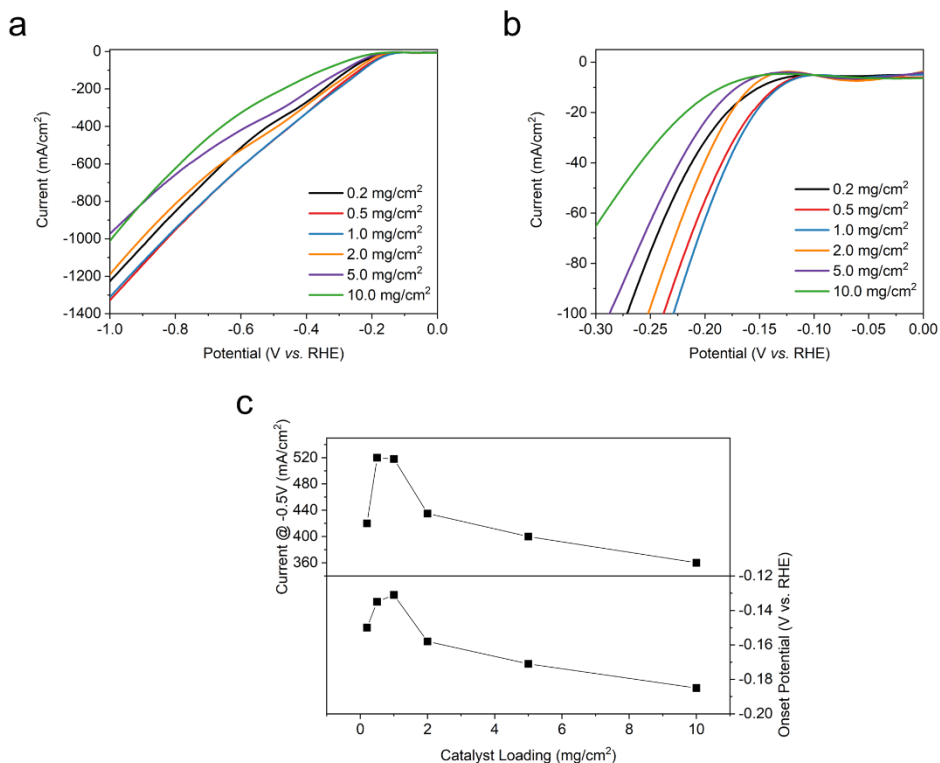 a
0
-200
-400
-600
-800
-1000
-1200
-1400
Current (mA/cm²)
0.2 mg/cm²
0.5 mg/cm²
1.0 mg/cm²
2.0 mg/cm²
5.0 mg/cm²
10.0 mg/cm²
-1.0 -0.8 -0.6 -0.4 -0.2 0.0
Potential (V vs. RHE)
b
0
-20
-40
-60
-80
-100
Current (mA/cm²)
0.2 mg/cm²
0.5 mg/cm²
1.0 mg/cm²
2.0 mg/cm²
5.0 mg/cm²
10.0 mg/cm²
-0.30 -0.25 -0.20 -0.15 -0.10 -0.05 0.00
Potential (V vs. RHE)
c
520
480
440
400
360
Current @ -0.5V (mA/cm²)
-0.12
-0.14
-0.16
-0.18
-0.20
Onset Potential (V vs. RHE)
0 2 4 6 8 10
Catalyst Loading (mg/cm²)